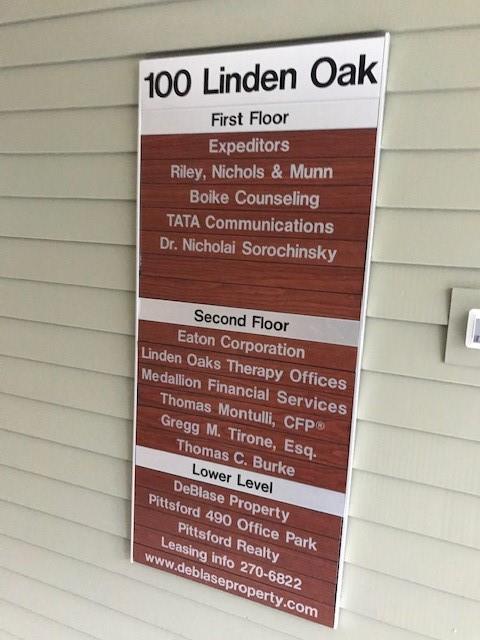 100 Linden Oak
First Floor
Expeditors
Riley, Nichols & Munn
Boike Counseling
TATA Communications
Dr. Nicholai Sorochinsky
Second Floor
Eaton Corporation
Linden Oaks Therapy Offices
Medallion Financial Services
Thomas Montulli, CFP®
Gregg M. Tirone, Esq.
Thomas C. Burke
Lower Level
DeBlase Property
Pittsford 490 Office Park
Pittsford Realty
Leasing info 270-6822
www.deblaseproperty.com